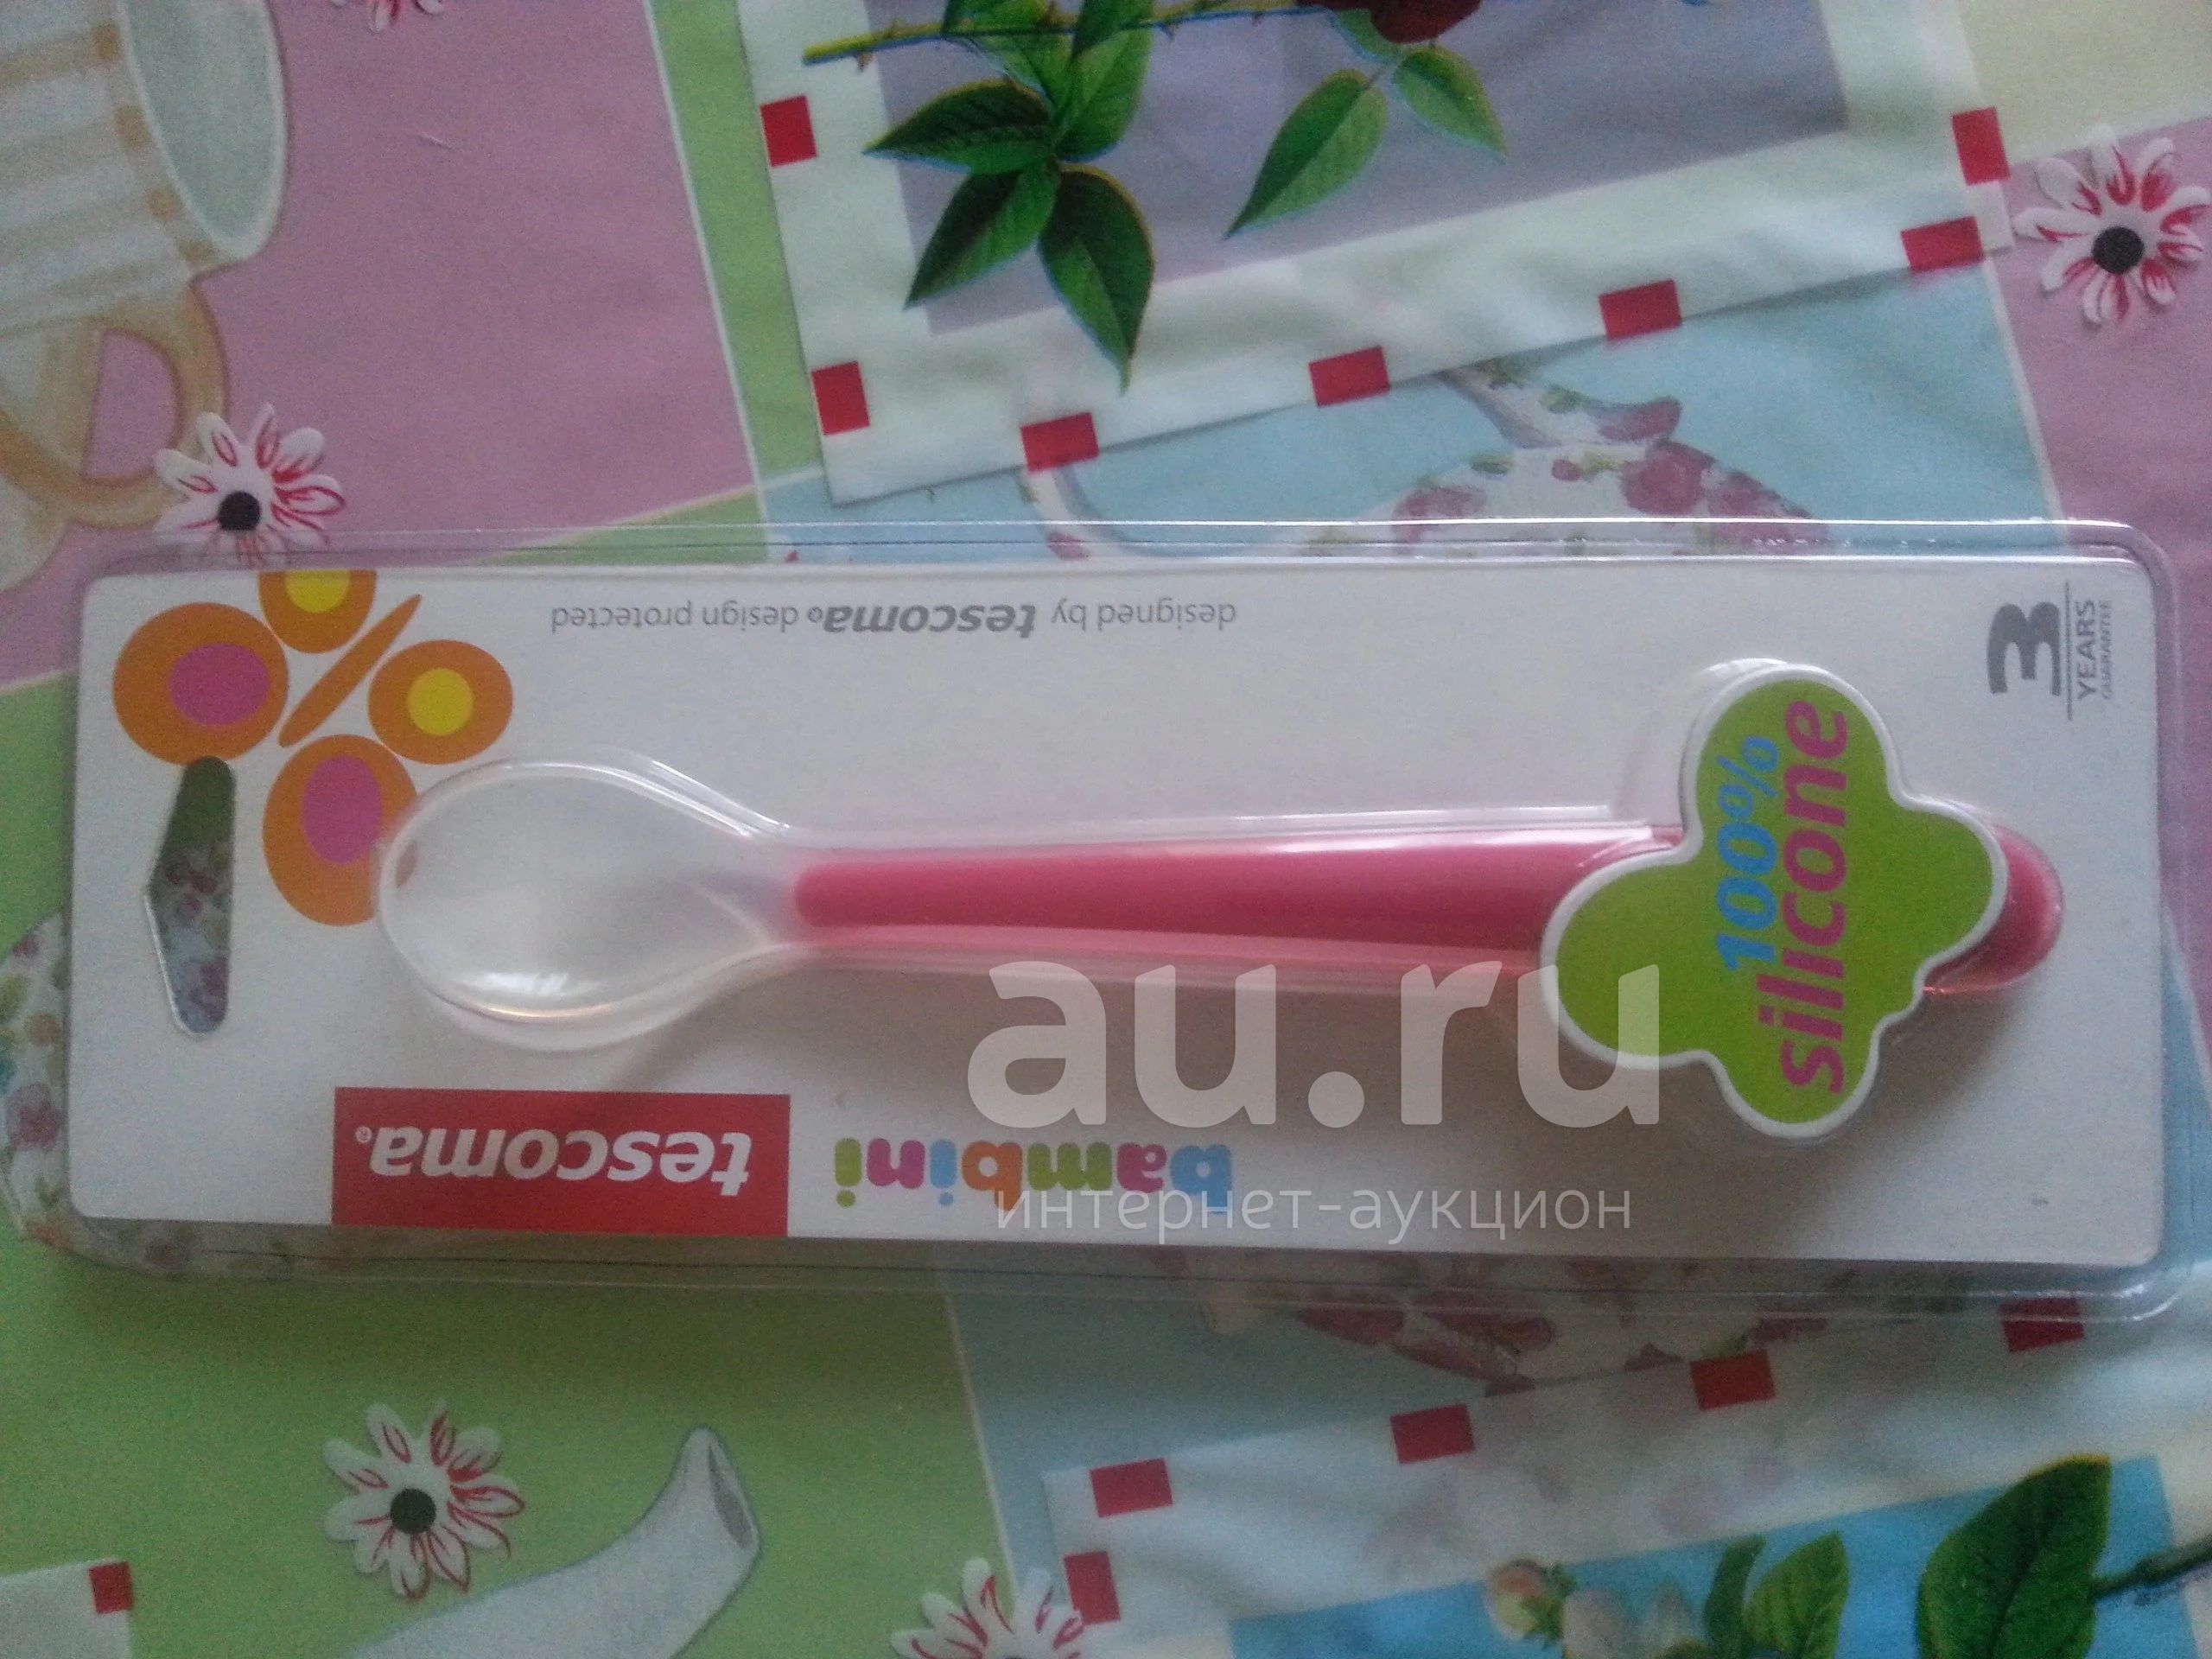 designed by tescoma® design protected
3
YEARS
GUARANTEE
100%
silicone
tescoma®
bambini
au.ru
интернет-аукцион